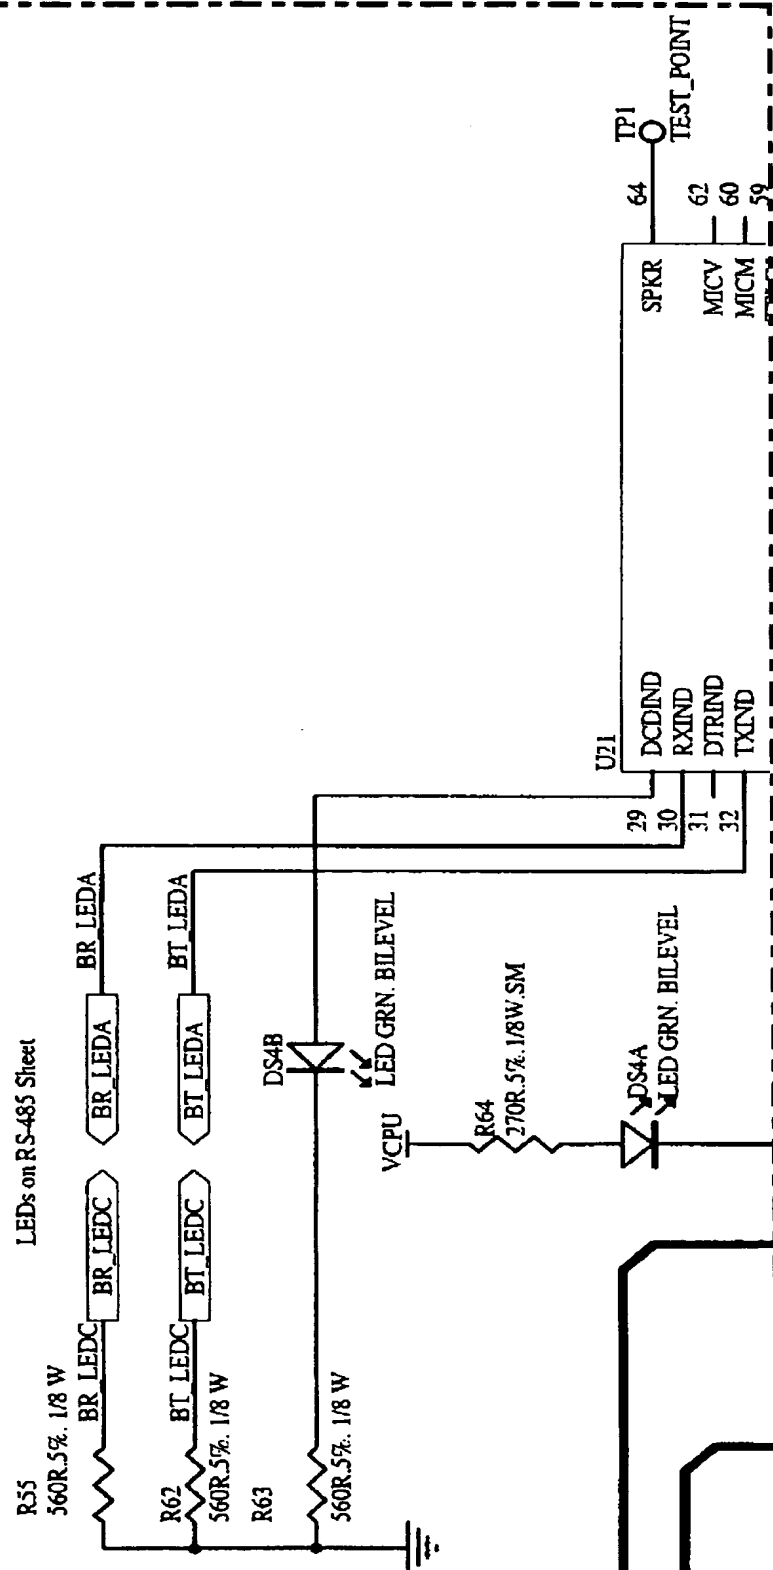 R55
560R.5%. 1/8 W
BR_LEDC
BR_LEDC
LEDs on RS-485 Sheet
BR_LEDA
BR_LEDA
R62
560R.5%. 1/8 W
BT_LEDC
BT_LEDC
BT_LEDA
BT_LEDA
R63
560R.5%. 1/8 W
DS4B
LED GRN. BILEVEL
VCPU
R64
270R.5%. 1/8W.SM
DS4A
LED GRN. BILEVEL
U21
29
DCDIND
30
RXIND
31
DTRIND
32
TXIND
SPKR
64
TP1
TEST_POINT
MICV
62
MICM
60
59